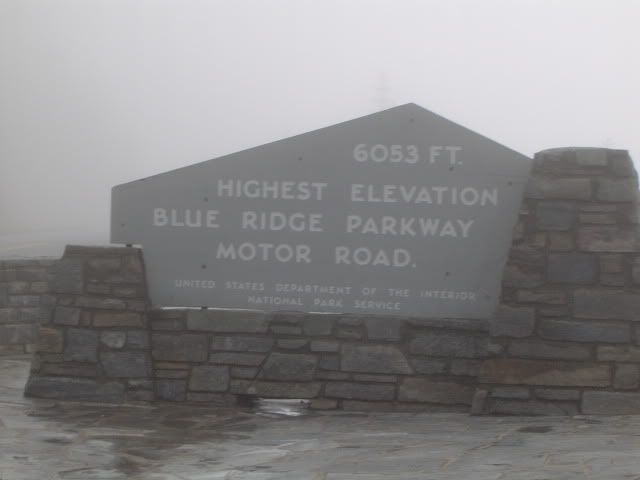 6053 FT.
HIGHEST ELEVATION
BLUE RIDGE PARKWAY
MOTOR ROAD.
UNITED STATES DEPARTMENT OF THE INTERIOR
NATIONAL PARK SERVICE